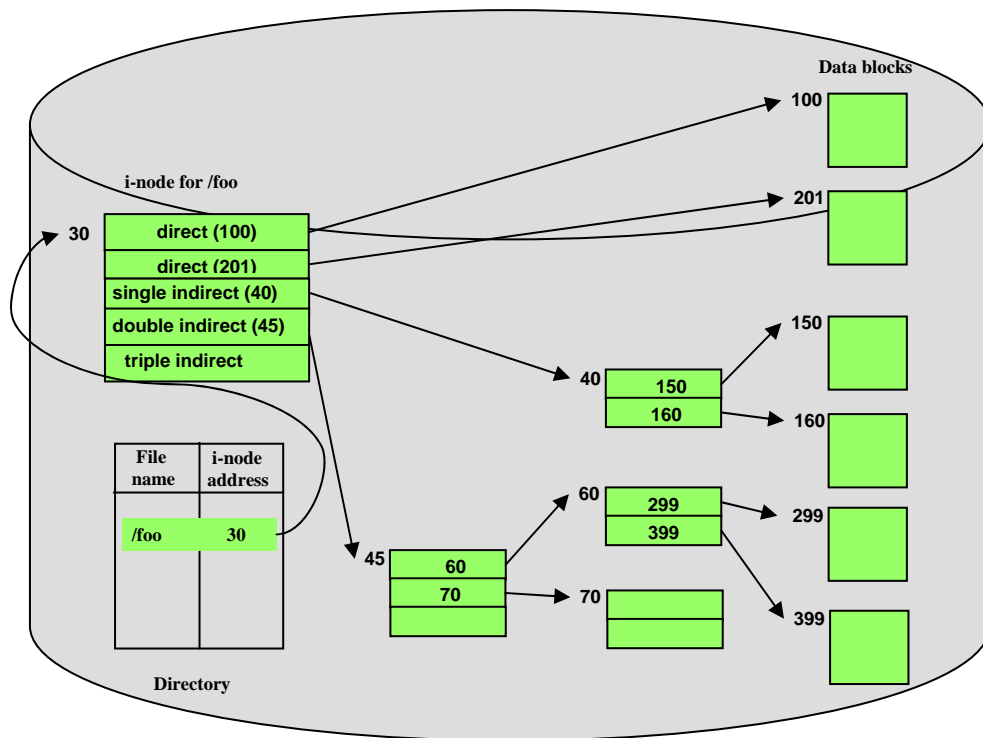 Data blocks
100
i-node for /foo
201
30
direct (100)
direct (201)
single indirect (40)
double indirect (45)
triple indirect
150
40
150
160
160
File name
i-node address
/foo 30
60
299
399
299
45
60
70
70
399
Directory